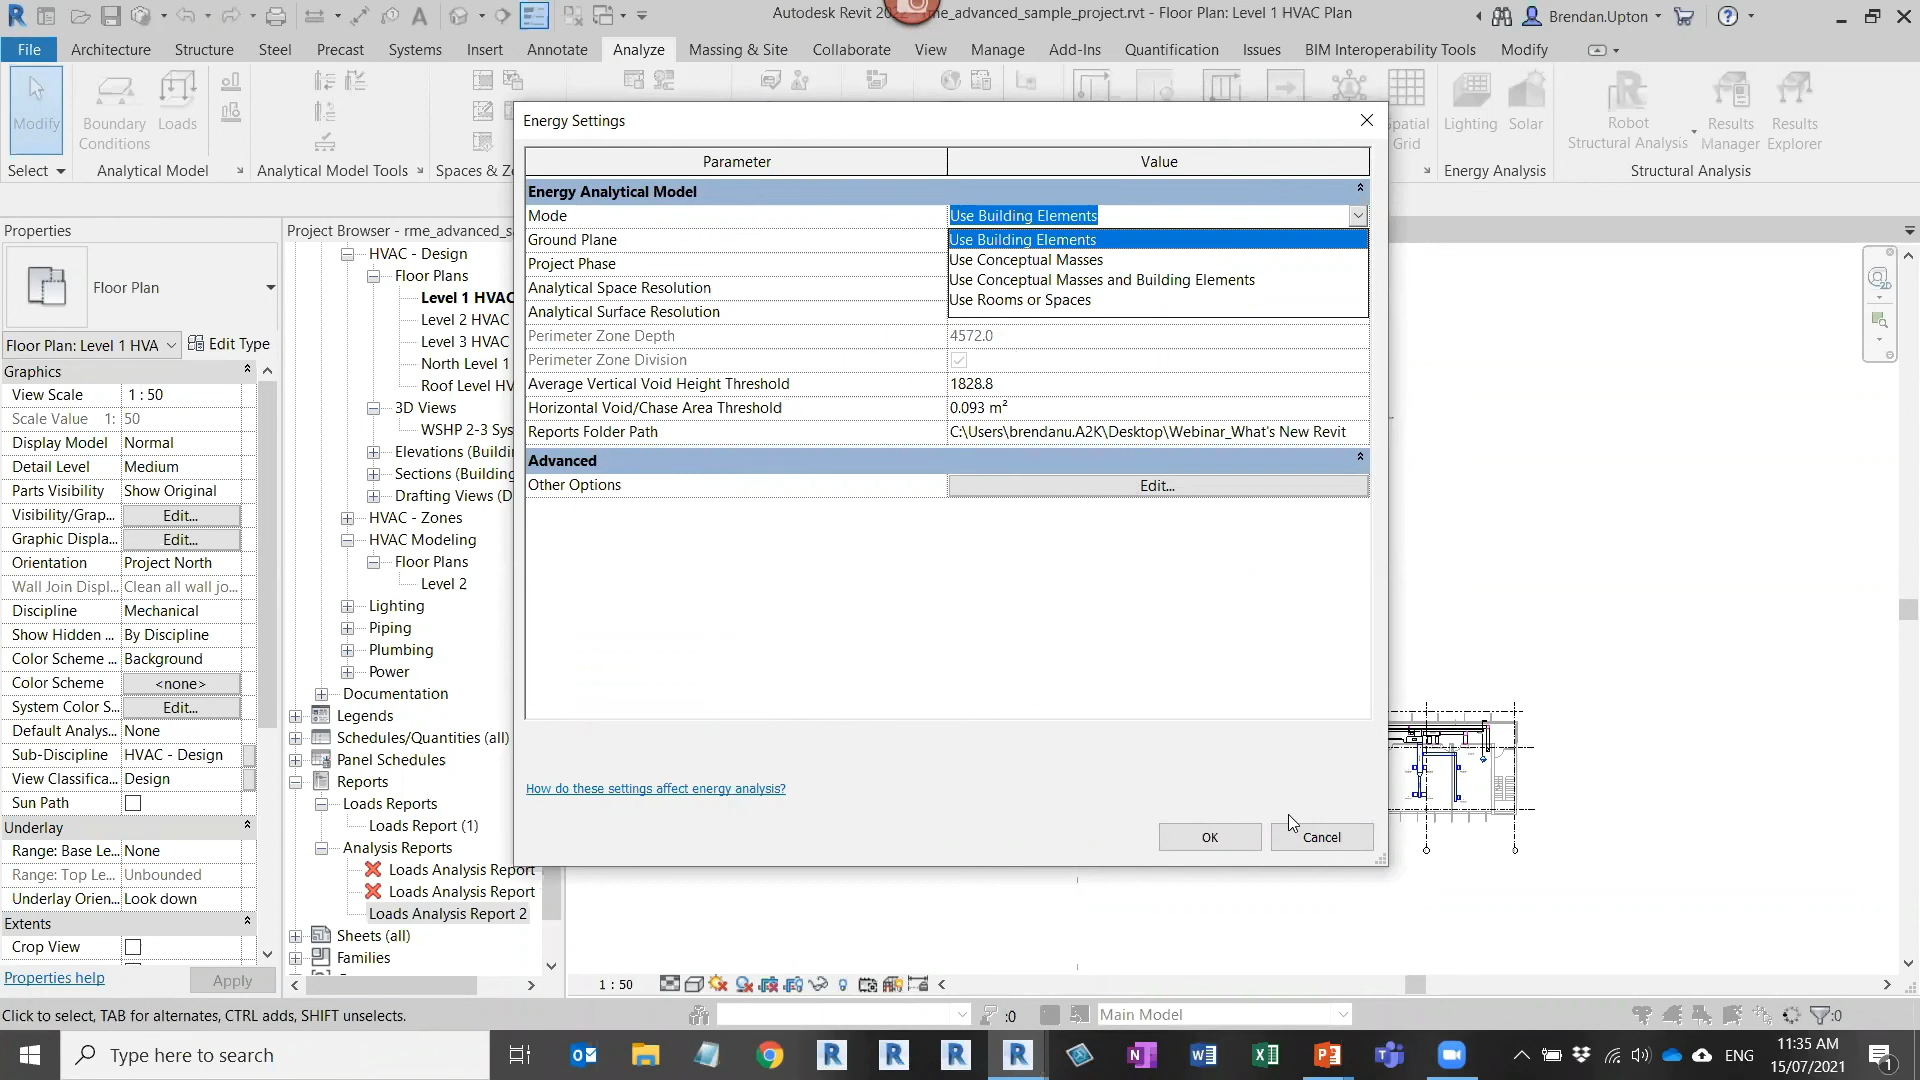 Autodesk Revit 20
me_advanced_sample_project.rvt - Floor Plan: Level 1 HVAC Plan
Brendan.Upton
File
Architecture
Structure
Steel
Precast
Systems
Insert
Annotate
Analyze
Massing & Site
Collaborate
View
Manage
Add-Ins
Quantification
Issues
BIM Interoperability Tools
Modify
Modify
Boundary
Conditions
Loads
Spatial
Grid
Lighting
Solar
Robot
Structural Analysis
Results
Manager
Results
Explorer
Select
Analytical Model
Analytical Model Tools
Spaces & Zo
Energy Analysis
Structural Analysis
Properties
Floor Plan
Floor Plan: Level 1 HVA
Edit Type
Graphics
View Scale 1 : 50
Scale Value 1: 50
Display Model Normal
Detail Level Medium
Parts Visibility Show Original
Visibility/Grap... Edit...
Graphic Displa... Edit...
Orientation Project North
Wall Join Displ... Clean all wall jo...
Discipline Mechanical
Show Hidden ... By Discipline
Color Scheme ... Background
Color Scheme <none>
System Color S... Edit...
Default Analys... None
Sub-Discipline HVAC - Design
View Classifica... Design
Sun Path
Underlay
Range: Base Le... None
Range: Top Le... Unbounded
Underlay Orien... Look down
Extents
Crop View
Properties help
Apply
Project Browser - rme_advanced_s
HVAC - Design
Floor Plans
Level 1 HVAC
Level 2 HVAC
Level 3 HVAC
North Level 1
Roof Level HV
3D Views
WSHP 2-3 Sys
Elevations (Buildi
Sections (Building
Drafting Views (D
HVAC - Zones
HVAC Modeling
Floor Plans
Level 2
Lighting
Piping
Plumbing
Power
Documentation
Legends
Schedules/Quantities (all)
Panel Schedules
Reports
Loads Reports
Loads Report (1)
Analysis Reports
Loads Analysis Report
Loads Analysis Report
Loads Analysis Report 2
Sheets (all)
Families
Energy Settings
Parameter
Value
Energy Analytical Model
Mode
Use Building Elements
Ground Plane
Use Building Elements
Project Phase
Use Conceptual Masses
Analytical Space Resolution
Use Conceptual Masses and Building Elements
Analytical Surface Resolution
Use Rooms or Spaces
Perimeter Zone Depth 4572.0
Perimeter Zone Division
Average Vertical Void Height Threshold 1828.8
Horizontal Void/Chase Area Threshold 0.093 m²
Reports Folder Path C:\Users\brendanu.A2K\Desktop\Webinar_What's New Revit
Advanced
Other Options Edit...
How do these settings affect energy analysis?
OK
Cancel
1 : 50
Click to select, TAB for alternates, CTRL adds, SHIFT unselects.
:0
Main Model
:0
Type here to search
ENG
11:35 AM
15/07/2021
1